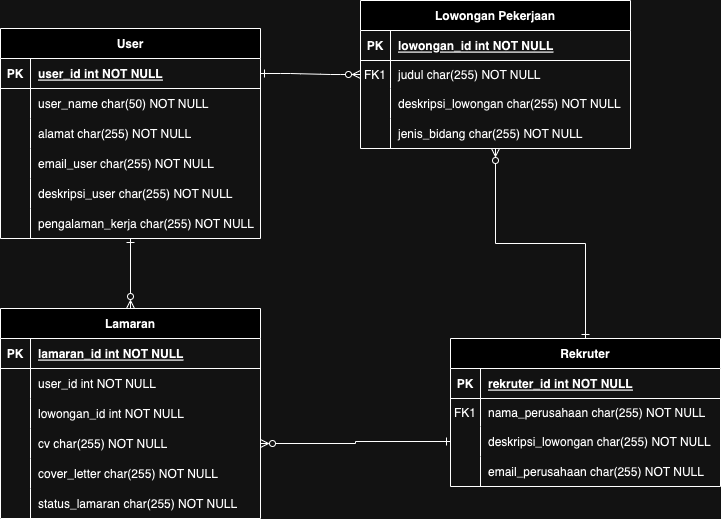 User
PK user_id int NOT NULL
user_name char(50) NOT NULL
alamat char(255) NOT NULL
email_user char(255) NOT NULL
deskripsi_user char(255) NOT NULL
pengalaman_kerja char(255) NOT NULL
Lowongan Pekerjaan
PK lowongan_id int NOT NULL
FK1 judul char(255) NOT NULL
deskripsi_lowongan char(255) NOT NULL
jenis_bidang char(255) NOT NULL
Lamaran
PK lamaran_id int NOT NULL
user_id int NOT NULL
lowongan_id int NOT NULL
cv char(255) NOT NULL
cover_letter char(255) NOT NULL
status_lamaran char(255) NOT NULL
Rekruter
PK rekruter_id int NOT NULL
FK1 nama_perusahaan char(255) NOT NULL
deskripsi_lowongan char(255) NOT NULL
email_perusahaan char(255) NOT NULL